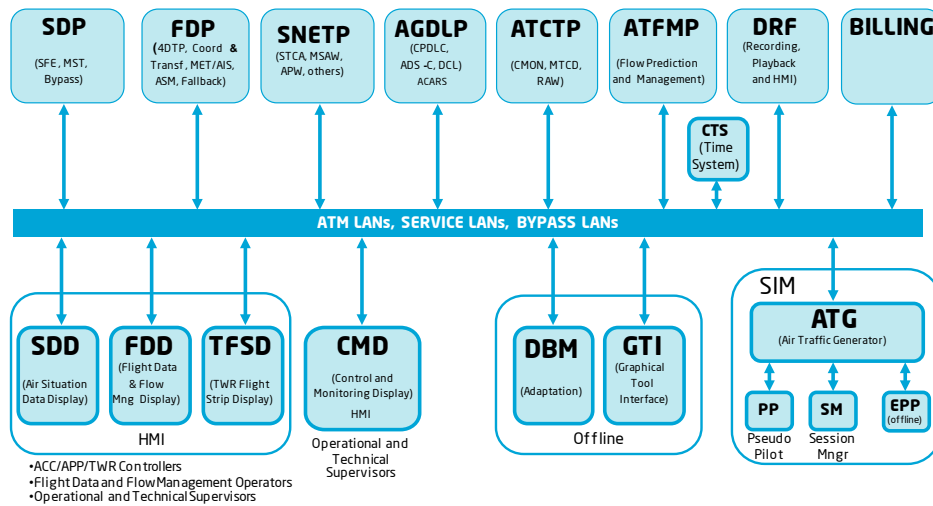 SDP
(SFE, MST,
Bypass)
FDP
(4DTP, Coord &
Transf, MET/AIS,
ASM, Fallback)
SNETP
(STCA, MSAW,
APW, others)
AGDLP
(CPDLC,
ADS -C, DCL)
ACARS
ATCTP
(CMON, MTCD,
RAW)
ATFMP
(Flow Prediction
and Management)
DRF
(Recording,
Playback
and HMI)
BILLING
CTS
(Time
System)
ATM LANs, SERVICE LANs, BYPASS LANs
SDD
(Air Situation
Data Display)
FDD
(Flight Data
& Flow
Mng Display)
TFSD
(TWR Flight
Strip Display)
HMI
•ACC/APP/TWR Controllers
•Flight Data and Flow Management Operators
•Operational and Technical Supervisors
CMD
(Control and
Monitoring Display)
HMI
Operational and
Technical
Supervisors
DBM
(Adaptation)
GTI
(Graphical
Tool
Interface)
Offline
SIM
ATG
(Air Traffic Generator)
PP
Pseudo
Pilot
SM
Session
Mngr
EPP
(offline)